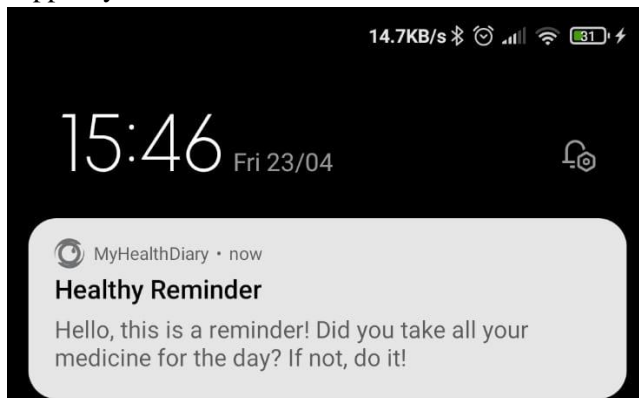 14.7KB/s 31
15:46 Fri 23/04
MyHealthDiary • now
Healthy Reminder
Hello, this is a reminder! Did you take all your
medicine for the day? If not, do it!